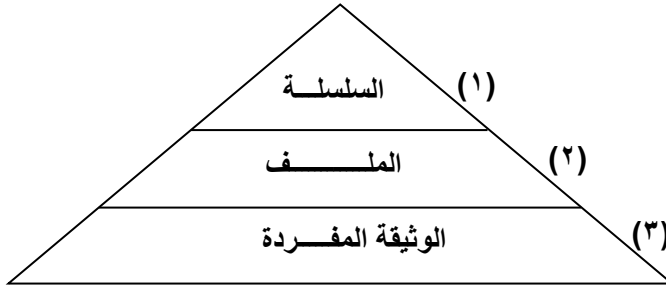 السلسلة (١)
الملف (٢)
الوثيقة المفردة (٣)